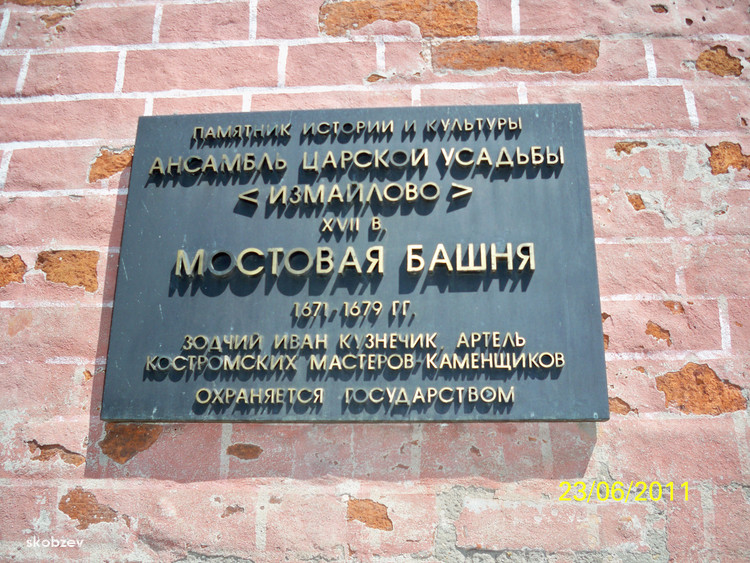 ПАМЯТНИК ИСТОРИИ И КУЛЬТУРЫ
АНСАМБЛЬ ЦАРСКОЙ УСАДЬБЫ
<ИЗМАЙЛОВО>
XVII В.
МОСТОВАЯ БАШНЯ
1671-1679 ГГ.
ЗОДЧИЙ ИВАН КУЗНЕЧИК, АРТЕЛЬ
КОСТРОМСКИХ МАСТЕРОВ КАМЕНЩИКОВ
ОХРАНЯЕТСЯ ГОСУДАРСТВОМ
23/06/2011
skobzev